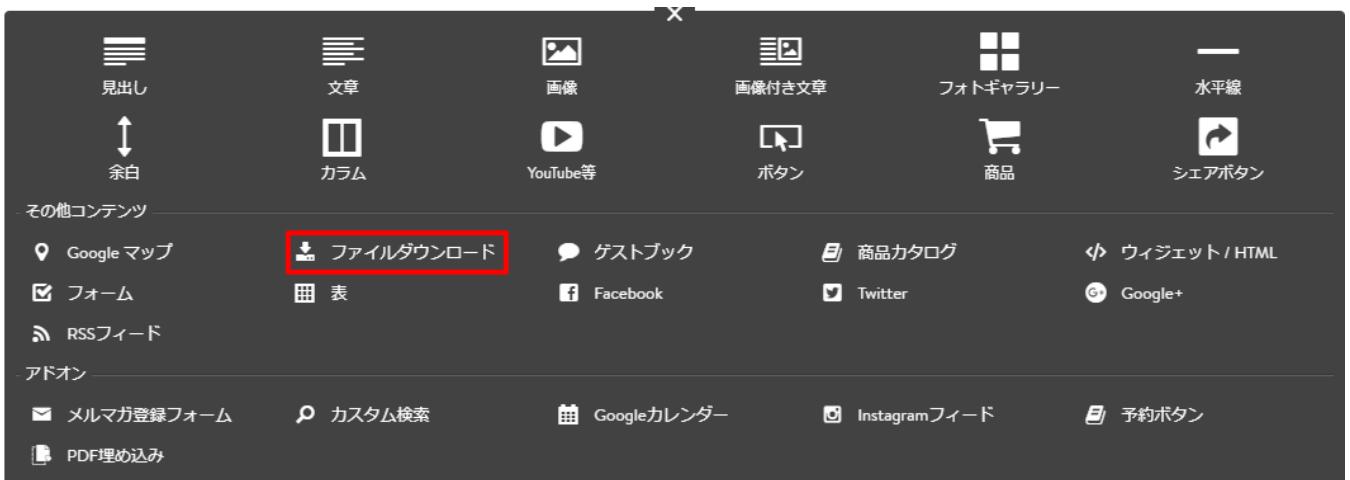 見出し 文章 画像 画像付き文章 フォトギャラリー 水平線
余白 カラム YouTube等 ボタン 商品 シェアボタン
その他コンテンツ
Google マップ ファイルダウンロード ゲストブック 商品カタログ ウィジェット / HTML
フォーム 表 Facebook Twitter Google+
RSSフィード
アドオン
メルマガ登録フォーム カスタム検索 Googleカレンダー Instagramフィード 予約ボタン
PDF埋め込み